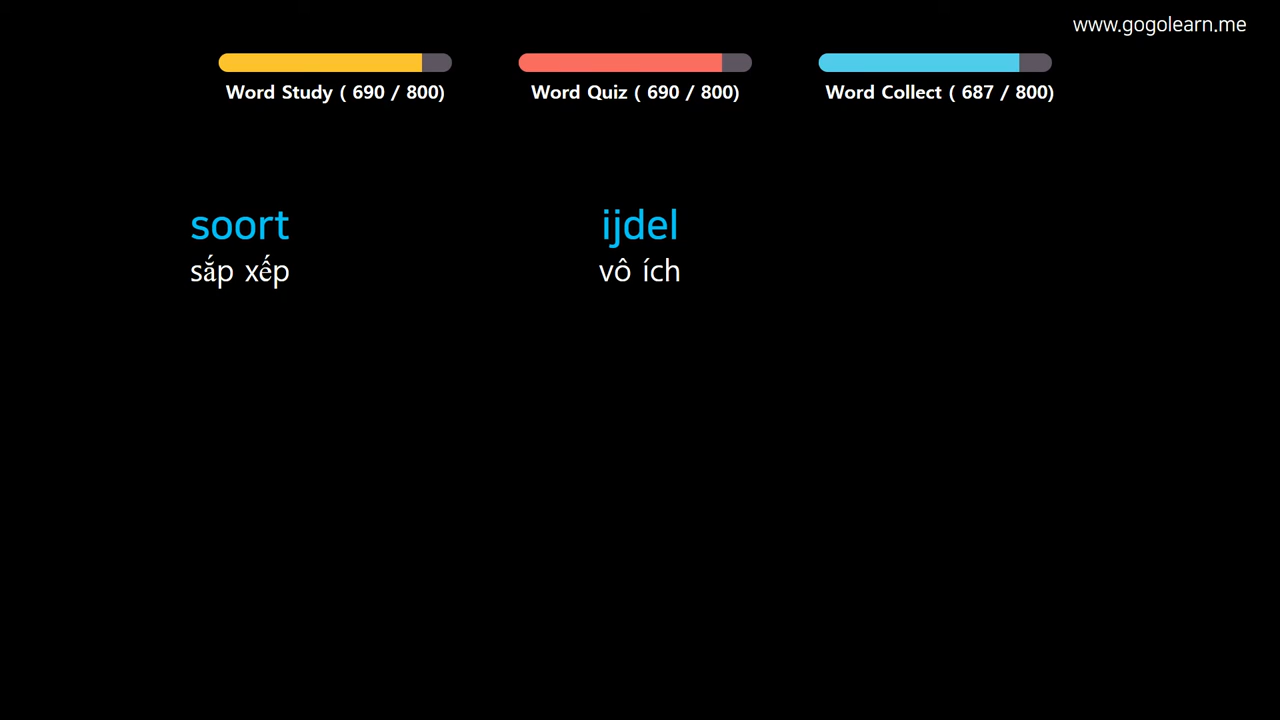 www.gogolearn.me
Word Study ( 690 / 800)
Word Quiz ( 690 / 800)
Word Collect ( 687 / 800)
soort
sắp xếp
ijdel
vô ích